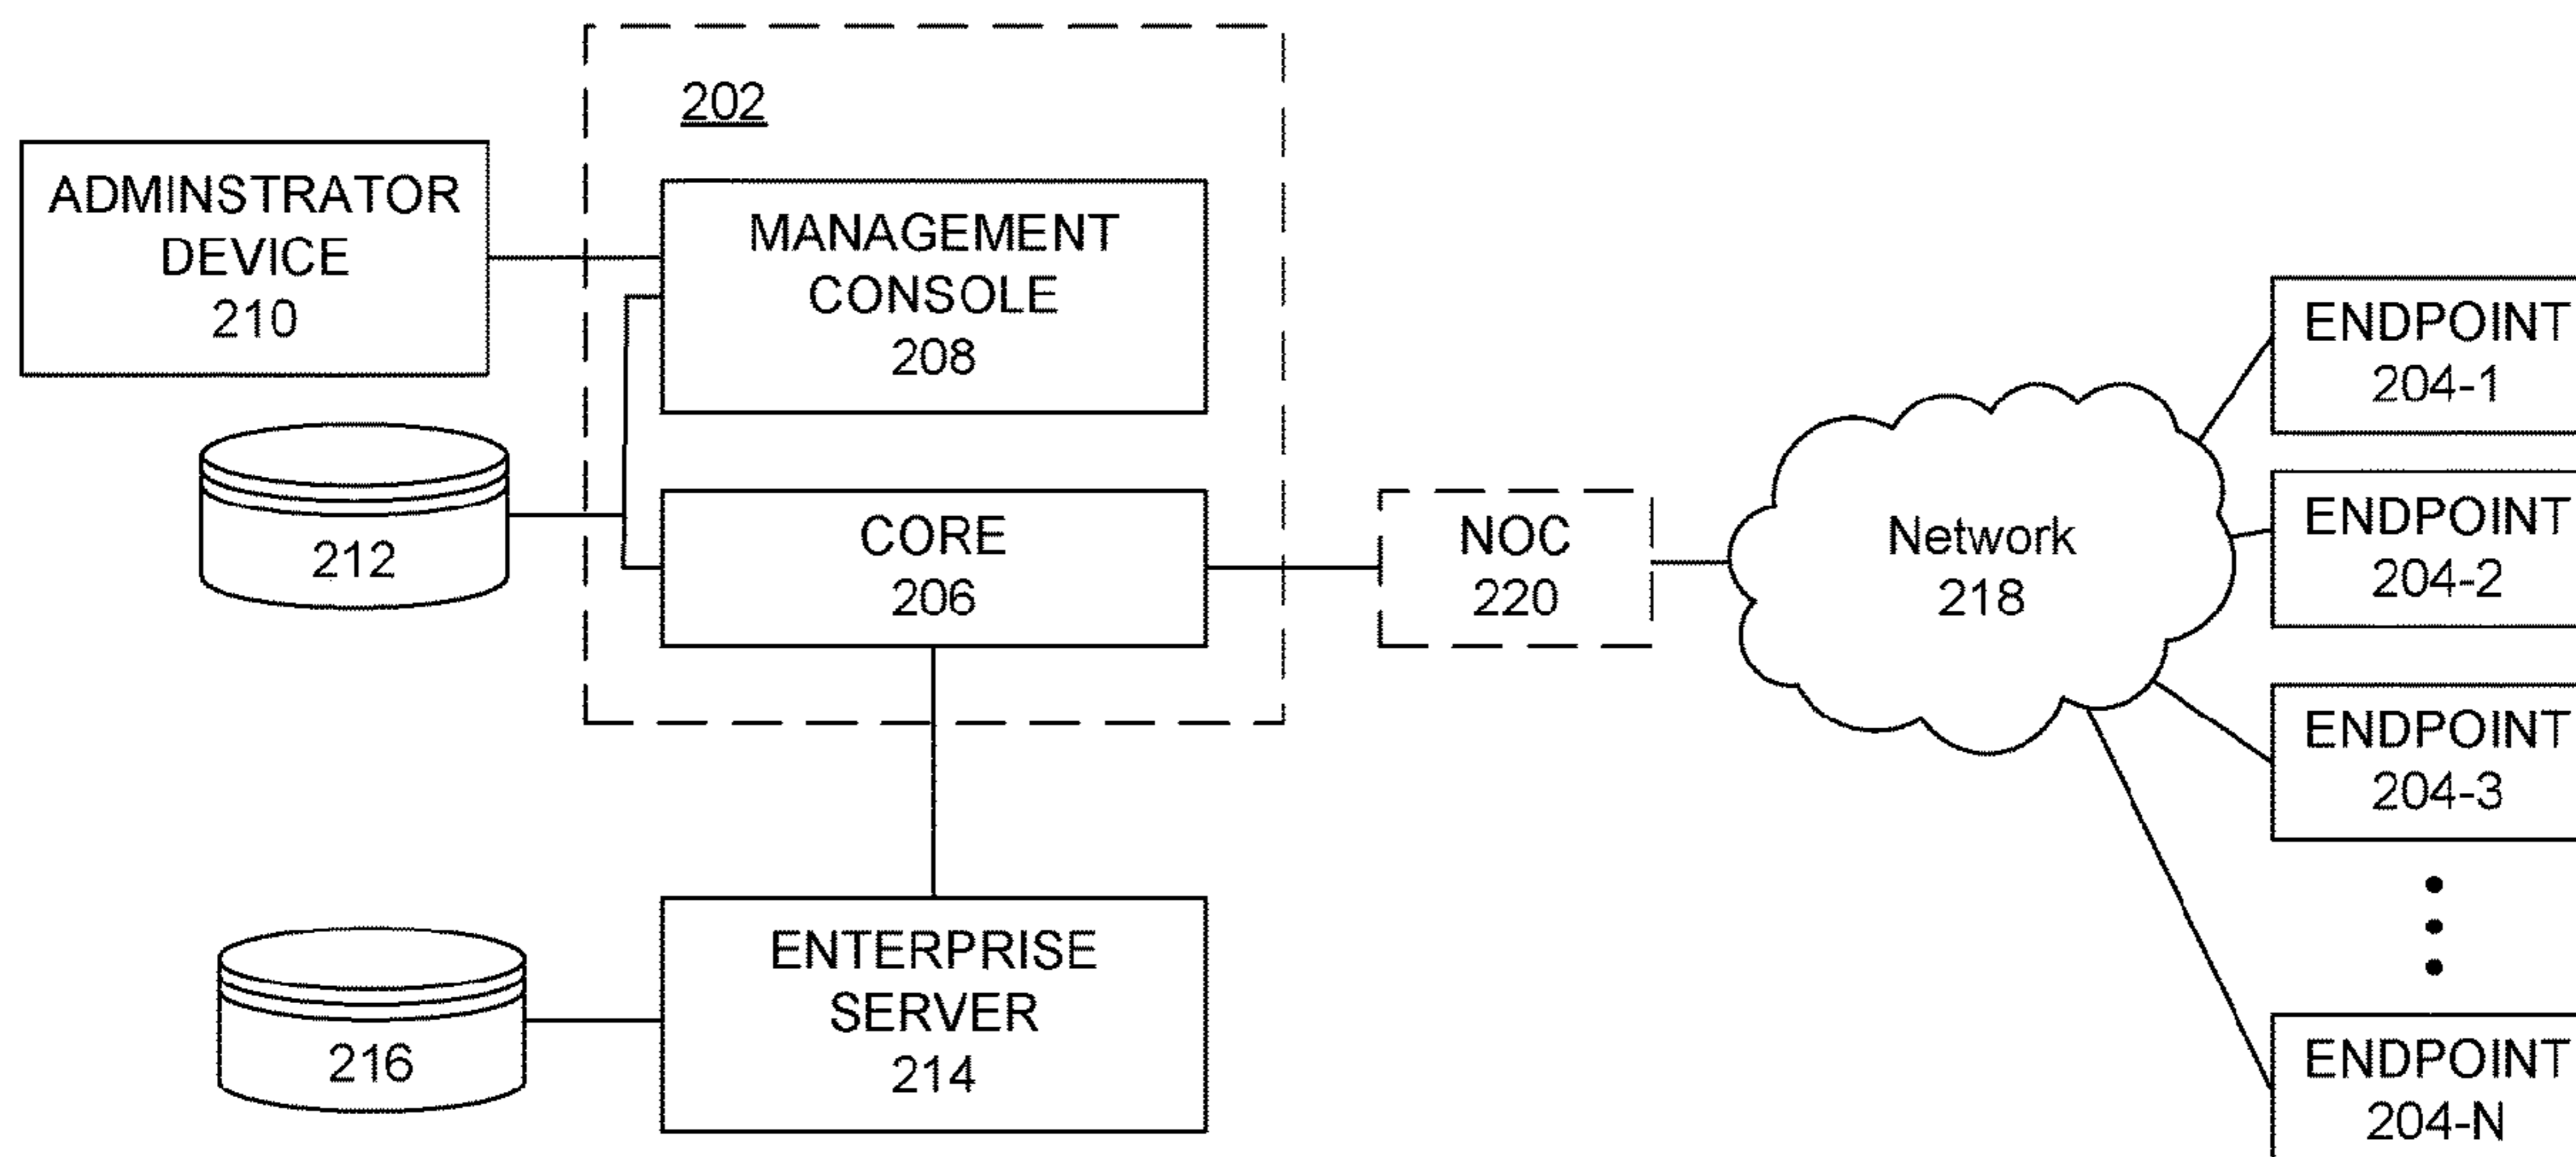 202
ADMINSTRATOR
DEVICE
210
MANAGEMENT
CONSOLE
208
212
CORE
206
NOC
220
Network
218
ENDPOINT
204-1
ENDPOINT
204-2
ENDPOINT
204-3
ENDPOINT
204-N
ENTERPRISE
SERVER
214
216